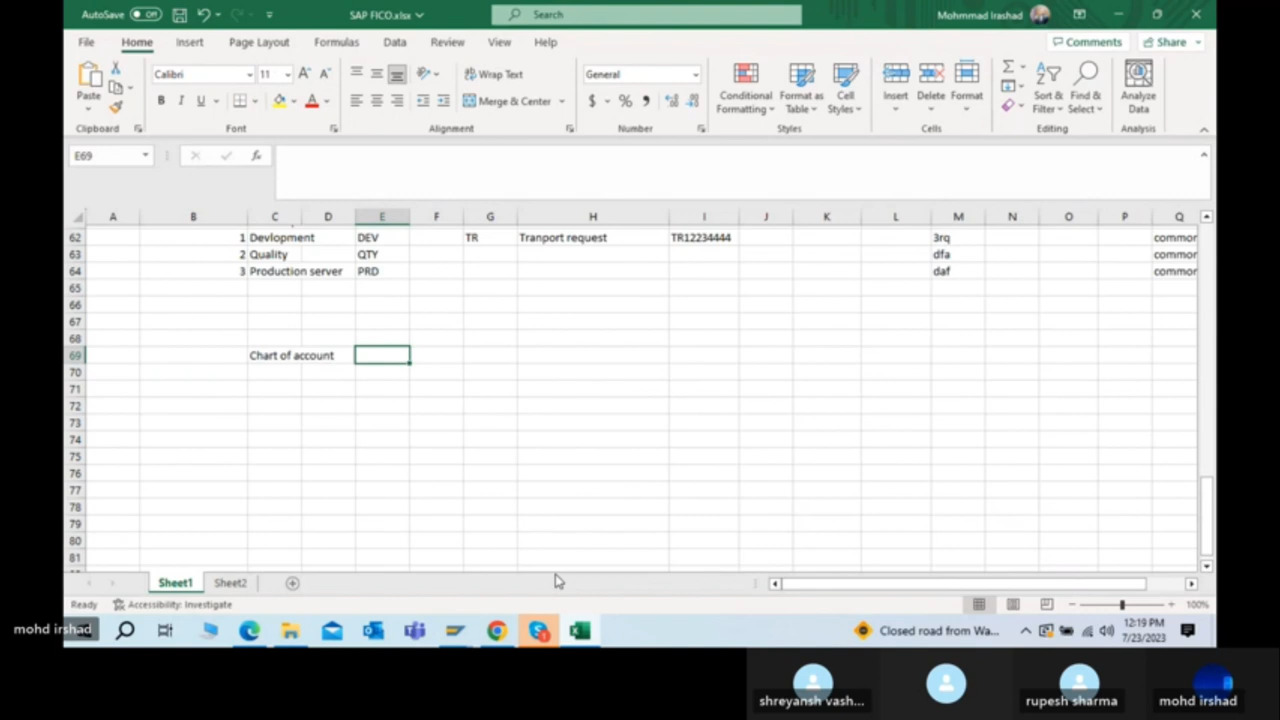 AutoSave Off SAP FICO.xlsx Search Mohmmad Irashad
File Home Insert Page Layout Formulas Data Review View Help Comments Share
Paste Calibri 11 Wrap Text General Conditional Formatting Format as Table Cell Styles Insert Delete Format Sort & Filter Find & Select Analyze Data
B I U Merge & Center $ % 9
Clipboard Font Alignment Number Styles Cells Editing Analysis
E69 fx
A B C D E F G H I J K L M N O P Q
62 1 Devlopment DEV TR Tranport request TR12234444 3rq commor
63 2 Quality QTY dfa commor
64 3 Production server PRD daf commor
65
66
67
68
69 Chart of account
70
71
72
73
74
75
76
77
78
79
80
81
Sheet1 Sheet2
Ready Accessibility: Investigate 100%
mohd irshad Closed road from Wa... 12:19 PM
7/23/2023
shreyansh vash... rupesh sharma mohd irshad